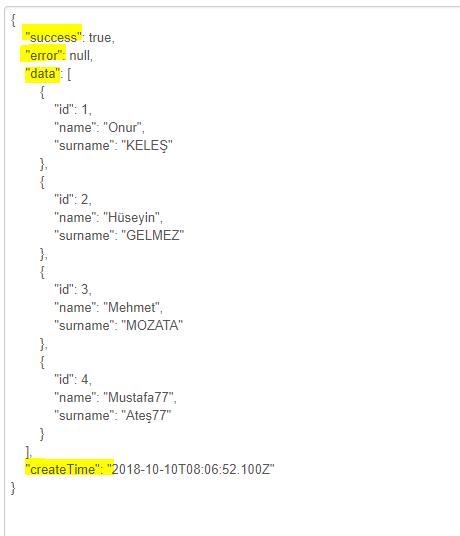 {
"success": true,
"error": null,
"data": [
{
"id": 1,
"name": "Onur",
"surname": "KELEŞ"
},
{
"id": 2,
"name": "Hüseyin",
"surname": "GELMEZ"
},
{
"id": 3,
"name": "Mehmet",
"surname": "MOZATA"
},
{
"id": 4,
"name": "Mustafa77",
"surname": "Ateş77"
}
],
"createTime": "2018-10-10T08:06:52.100Z"
}